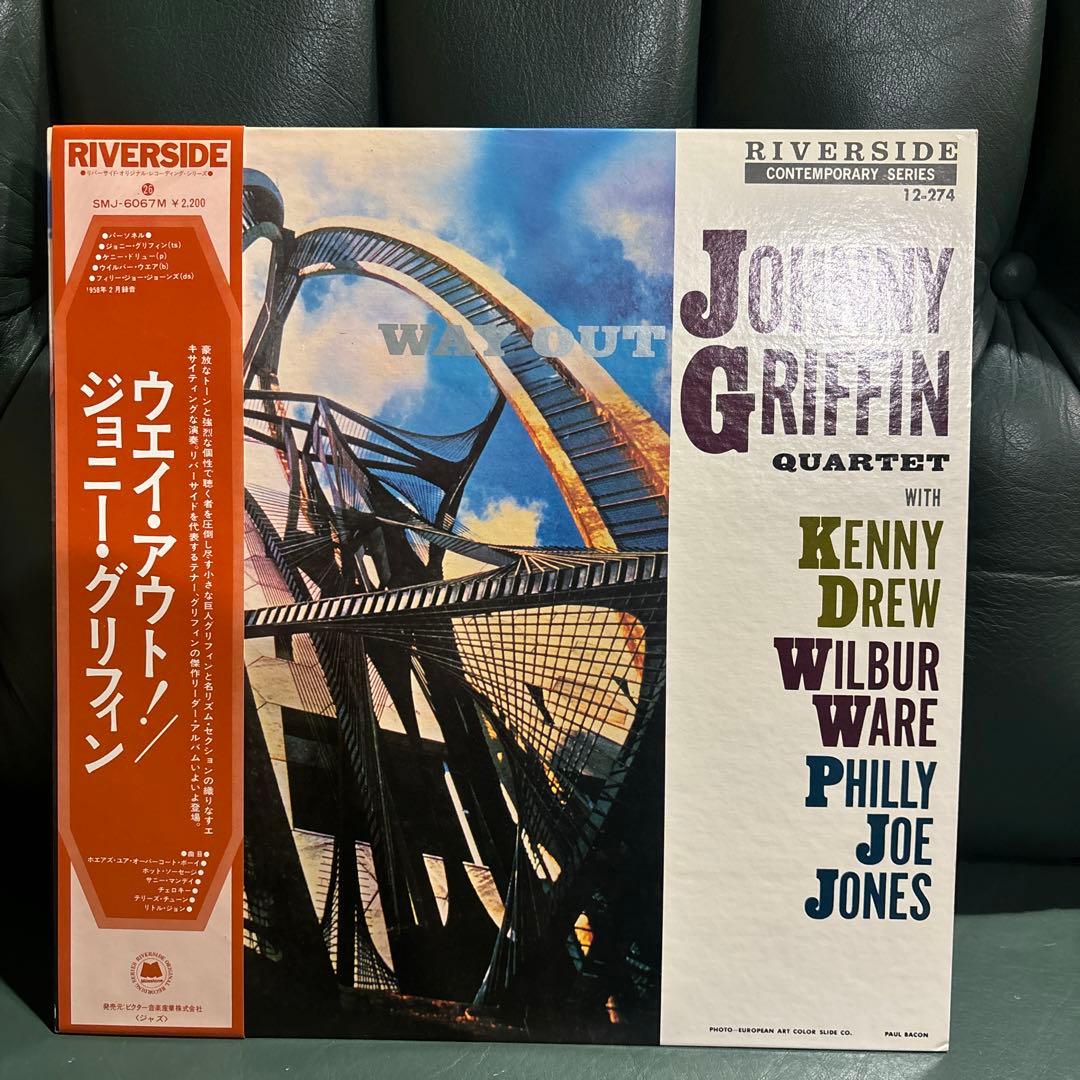 RIVERSIDE
●リバーサイド・オリジナル・レコーディング・シリーズ●
26
SMJ-6067M ¥2,200
●パーソネル●
●ジョニー・グリフィン(ts)
●ケニー・ドリュー(p)
●ウイルバー・ウエア(b)
●フィリー・ジョー・ジョーンズ(ds)
1958年2月録音
豪放なトーンと強烈な個性で聴く者を圧倒し尽す小さな巨人グリフィンと名リズム・セクションの織りなすエ
キサイティングな演奏。リバーサイドを代表するテナー、グリフィンの傑作リーダー・アルバムいよいよ登場。
ウエイ・アウト!/
ジョニー・グリフィン
●曲目●
ホエアズ・ユア・オーバーコート・ボーイ●
ホット・ソーセージ●
サニー・マンデイ●
チェロキー●
テリーズ・チューン●
リトル・ジョン●
RIVERSIDE ORIGINAL RECORDING SERIES
Milestone
発売元:ビクター音楽産業株式会社
〈ジャズ〉
WAY OUT
RIVERSIDE
CONTEMPORARY SERIES
12-274
JOHNNY
GRIFFIN
QUARTET
WITH
KENNY
DREW
WILBUR
WARE
PHILLY
JOE
JONES
PHOTO—EUROPEAN ART COLOR SLIDE CO.
PAUL BACON